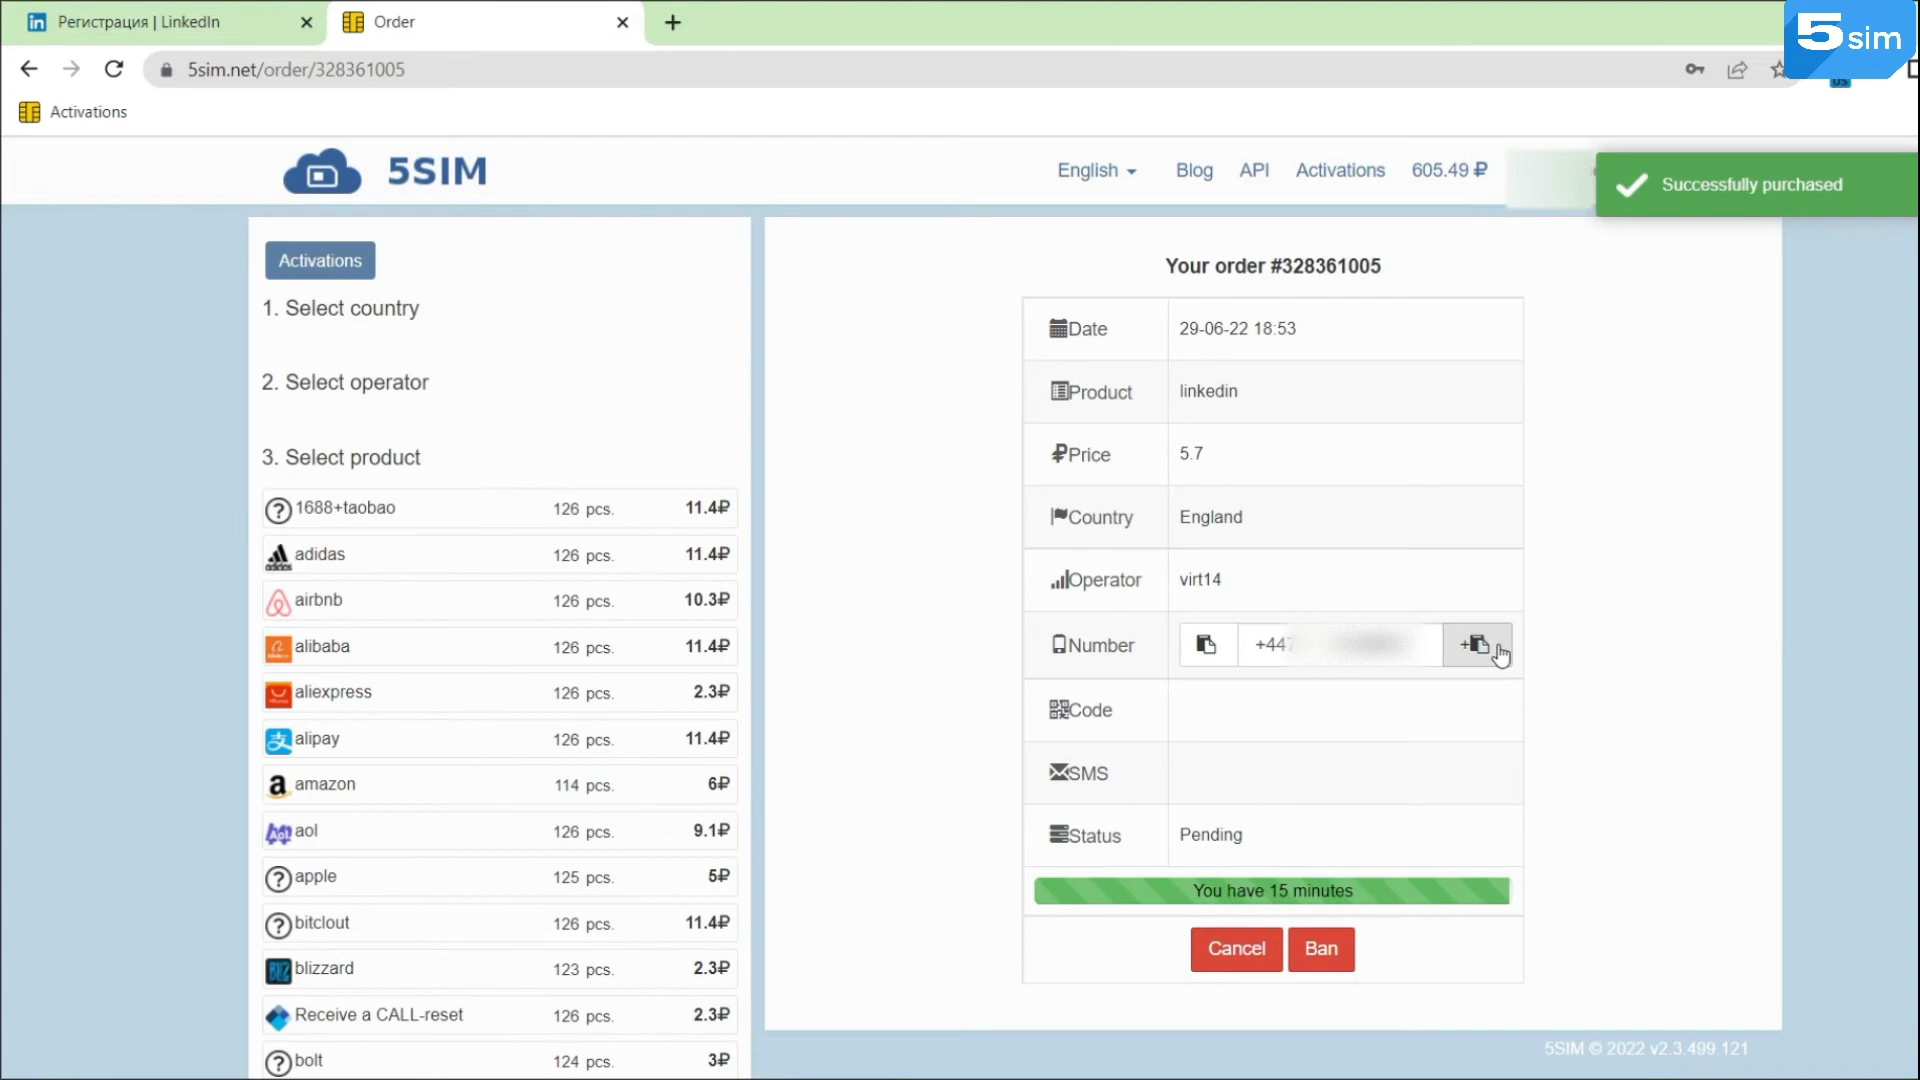 Регистрация | LinkedIn
Order
5sim
5sim.net/order/328361005
Activations
5SIM
English
Blog
API
Activations
605.49 ₽
Successfully purchased
Activations
1. Select country
2. Select operator
3. Select product
1688+taobao 126 pcs. 11.4₽
adidas 126 pcs. 11.4₽
airbnb 126 pcs. 10.3₽
alibaba 126 pcs. 11.4₽
aliexpress 126 pcs. 2.3₽
alipay 126 pcs. 11.4₽
amazon 114 pcs. 6₽
aol 126 pcs. 9.1₽
apple 125 pcs. 5₽
bitclout 126 pcs. 11.4₽
blizzard 123 pcs. 2.3₽
Receive a CALL-reset 126 pcs. 2.3₽
bolt 124 pcs. 3₽
Your order #328361005
Date 29-06-22 18:53
Product linkedin
Price 5.7
Country England
Operator virt14
Number +447
Code
SMS
Status Pending
You have 15 minutes
Cancel
Ban
5SIM © 2022 v2.3.499.121